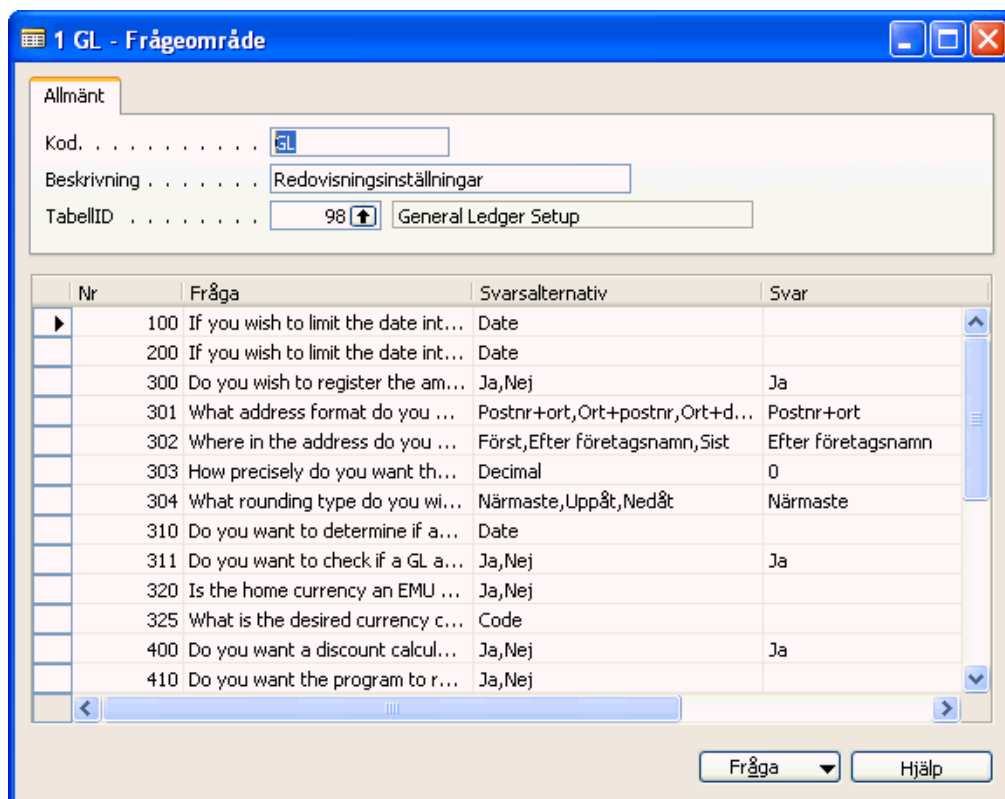 1 GL - Frågeområde
Allmänt
Kod. . . . . . . . . . . . GL
Beskrivning . . . . . . . Redovisningsinställningar
TabellID . . . . . . . . 98 General Ledger Setup
Nr Fråga Svarsalternativ Svar
100 If you wish to limit the date int... Date
200 If you wish to limit the date int... Date
300 Do you wish to register the am... Ja,Nej Ja
301 What address format do you ... Postnr+ort,Ort+postnr,Ort+d... Postnr+ort
302 Where in the address do you ... Först,Efter företagsnamn,Sist Efter företagsnamn
303 How precisely do you want th... Decimal 0
304 What rounding type do you wi... Närmaste,Uppåt,Nedåt Närmaste
310 Do you want to determine if a... Date
311 Do you want to check if a GL a... Ja,Nej Ja
320 Is the home currency an EMU ... Ja,Nej
325 What is the desired currency c... Code
400 Do you want a discount calcul... Ja,Nej Ja
410 Do you want the program to r... Ja,Nej
Fråga Hjälp